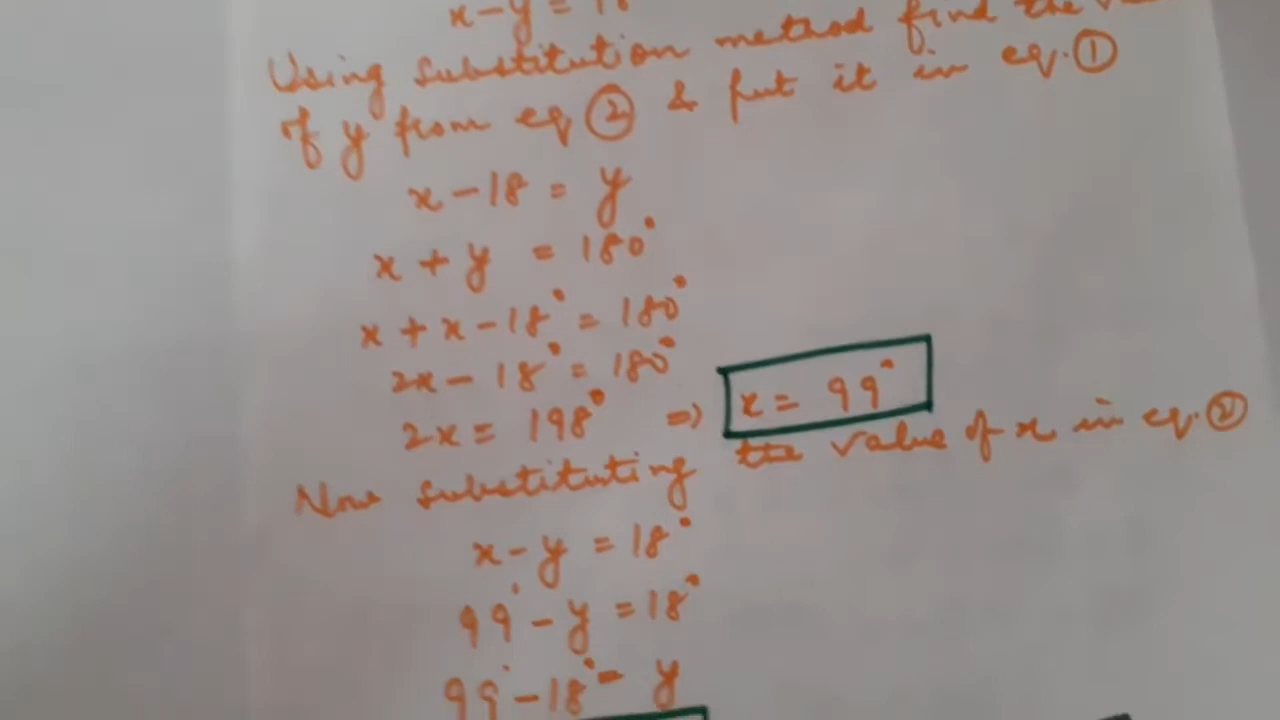 x-y = 18
Using substitution method find the
of y from eq ② & put it in eq.①
x-18 = y
x + y = 180°
x + x - 18° = 180°
2x - 18° = 180°
2x = 198° => x = 99°
Now substituting the value of x in eq.②
x-y = 18°
99° - y = 18°
99° - 18° = y